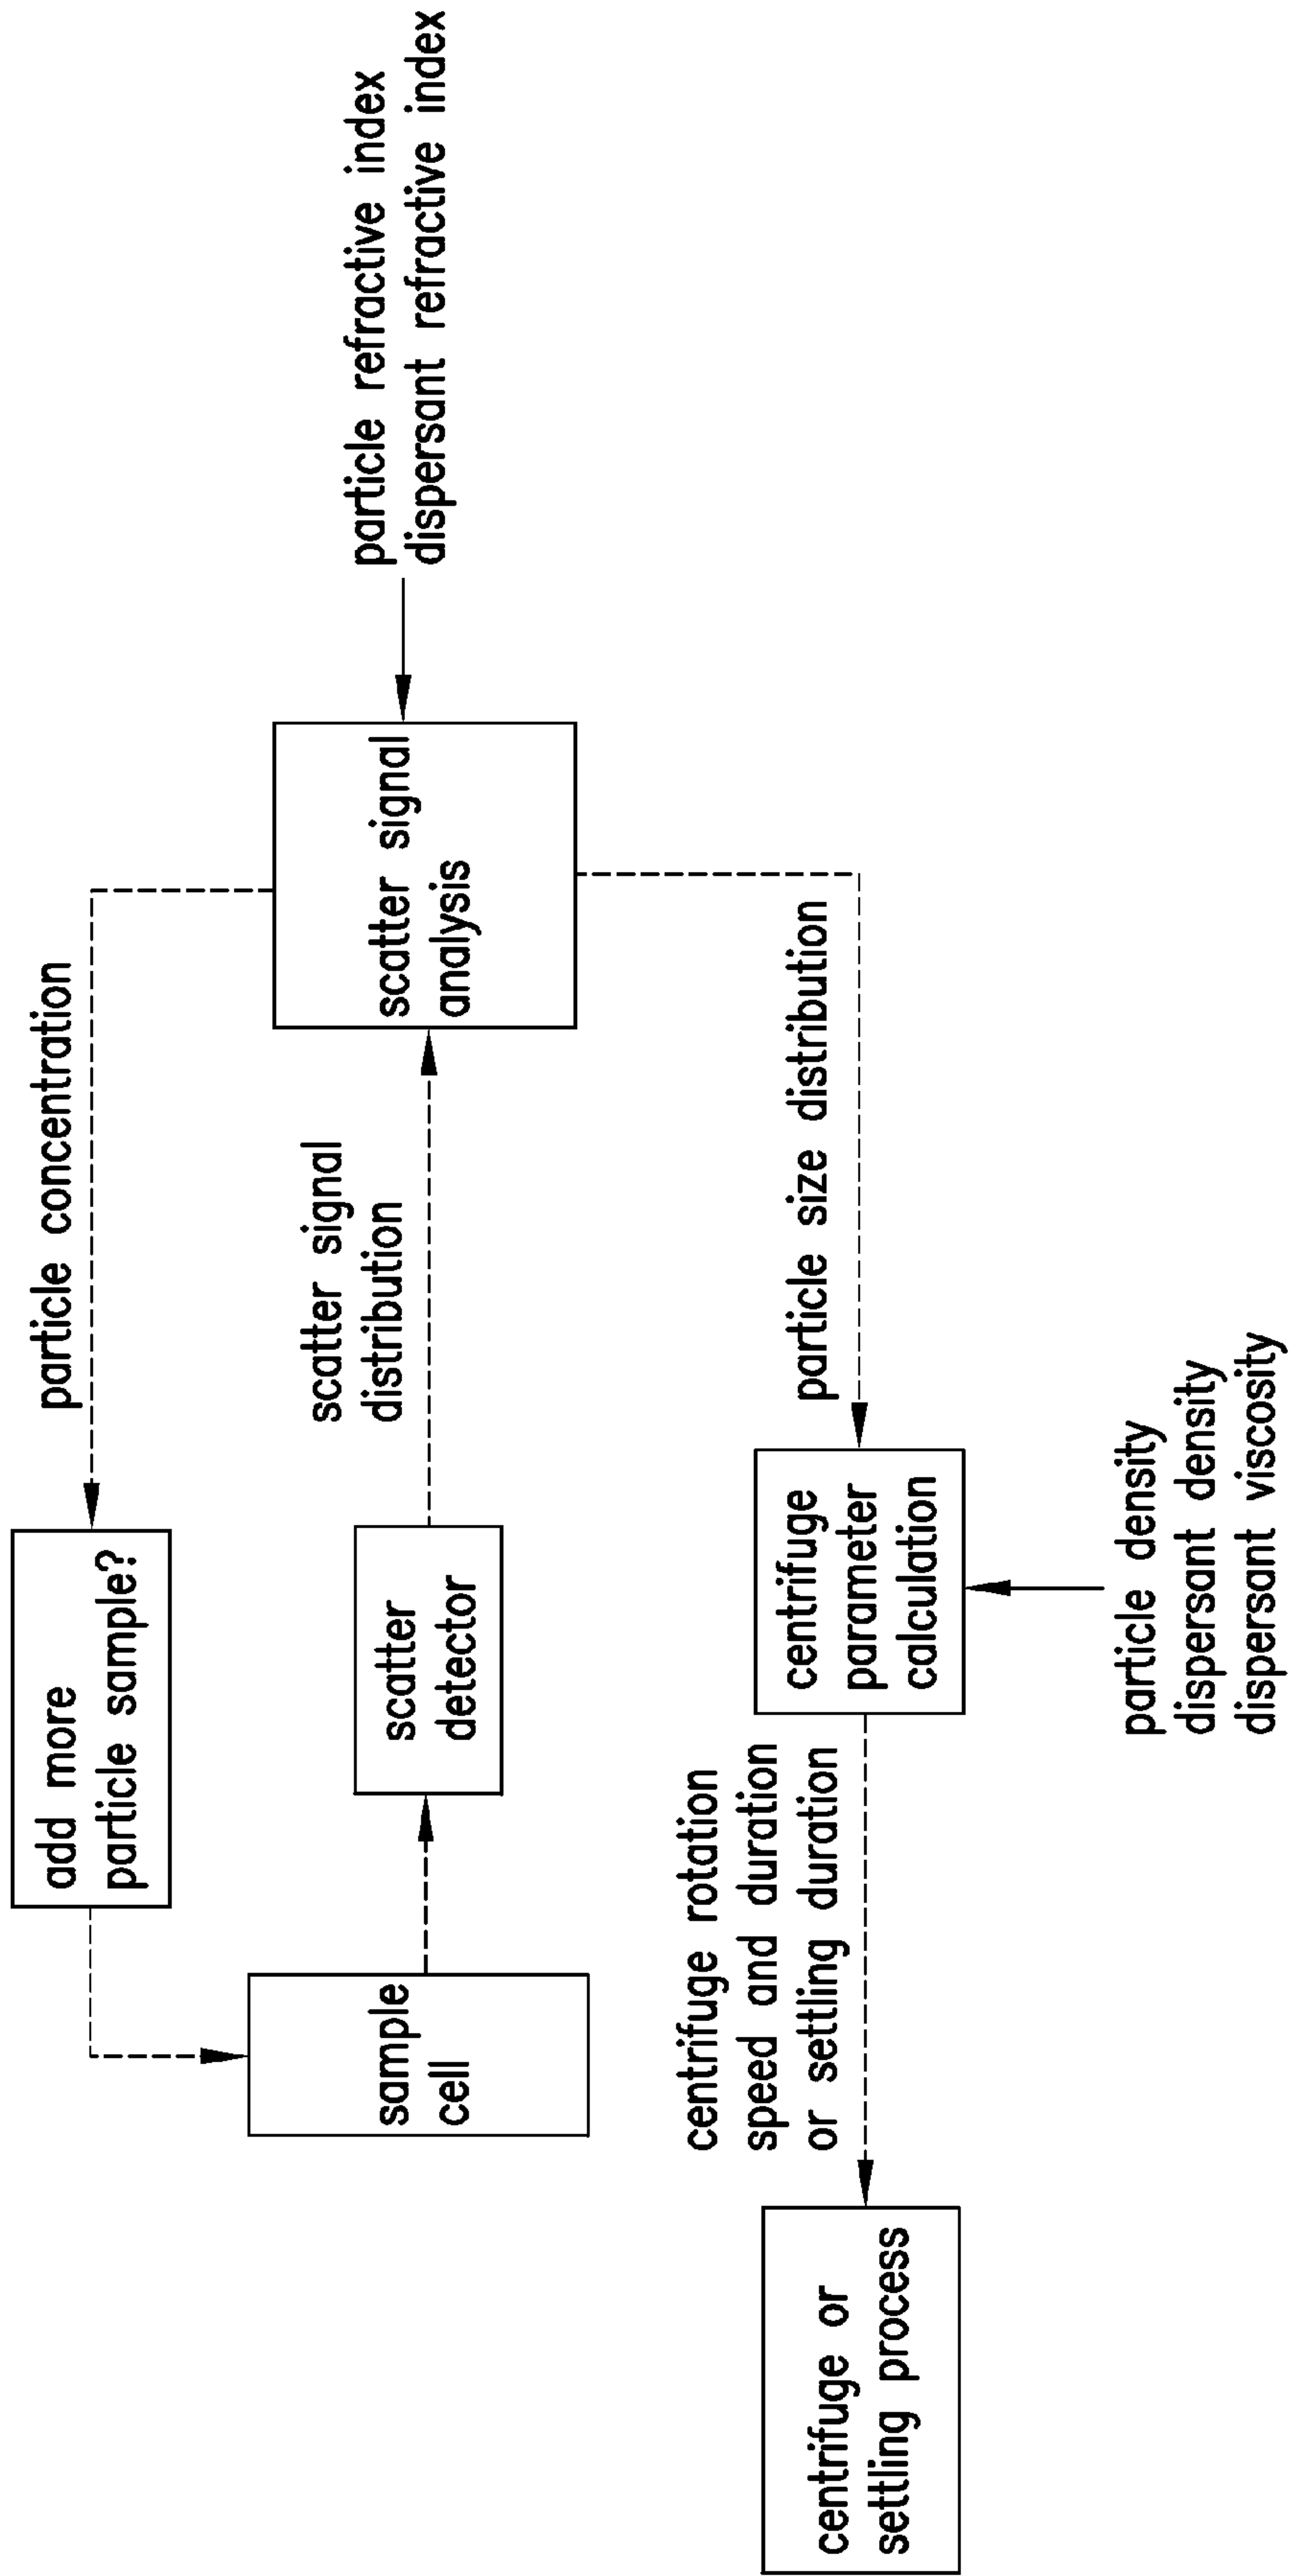 particle concentration
add more
particle sample?
scatter signal
distribution
particle refractive index
dispersant refractive index
sample
cell
scatter
detector
scatter signal
analysis
centrifuge rotation
speed and duration
or settling duration
particle size distribution
centrifuge or
settling process
centrifuge
parameter
calculation
particle density
dispersant density
dispersant viscosity